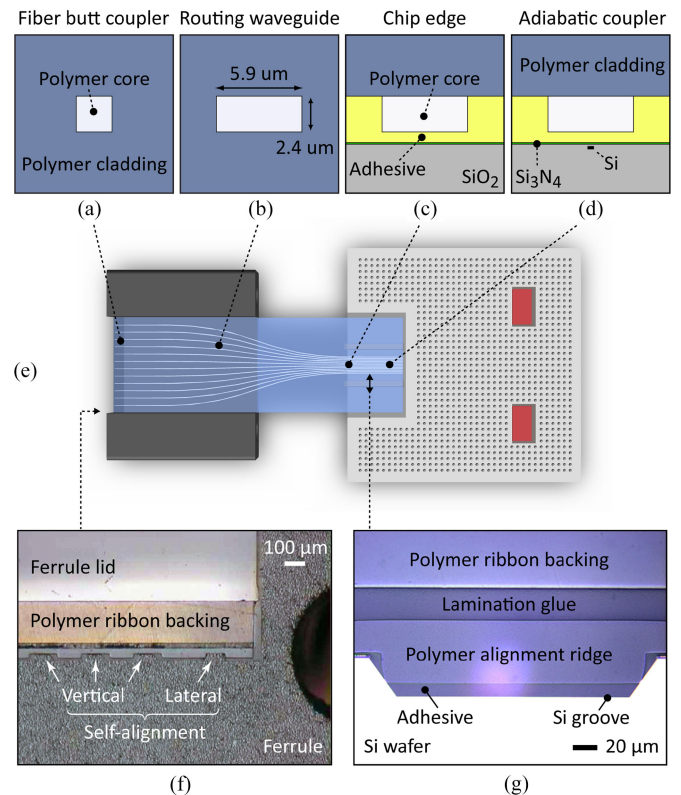 Fiber butt coupler
Routing waveguide
Chip edge
Adiabatic coupler
Polymer core
Polymer cladding
5.9 um
2.4 um
Polymer core
Adhesive
SiO2
Polymer cladding
Si3N4
Si
(a)
(b)
(c)
(d)
(e)
100 µm
Ferrule lid
Polymer ribbon backing
Vertical
Lateral
Self-alignment
Ferrule
Polymer ribbon backing
Lamination glue
Polymer alignment ridge
Adhesive
Si groove
Si wafer
20 µm
(f)
(g)